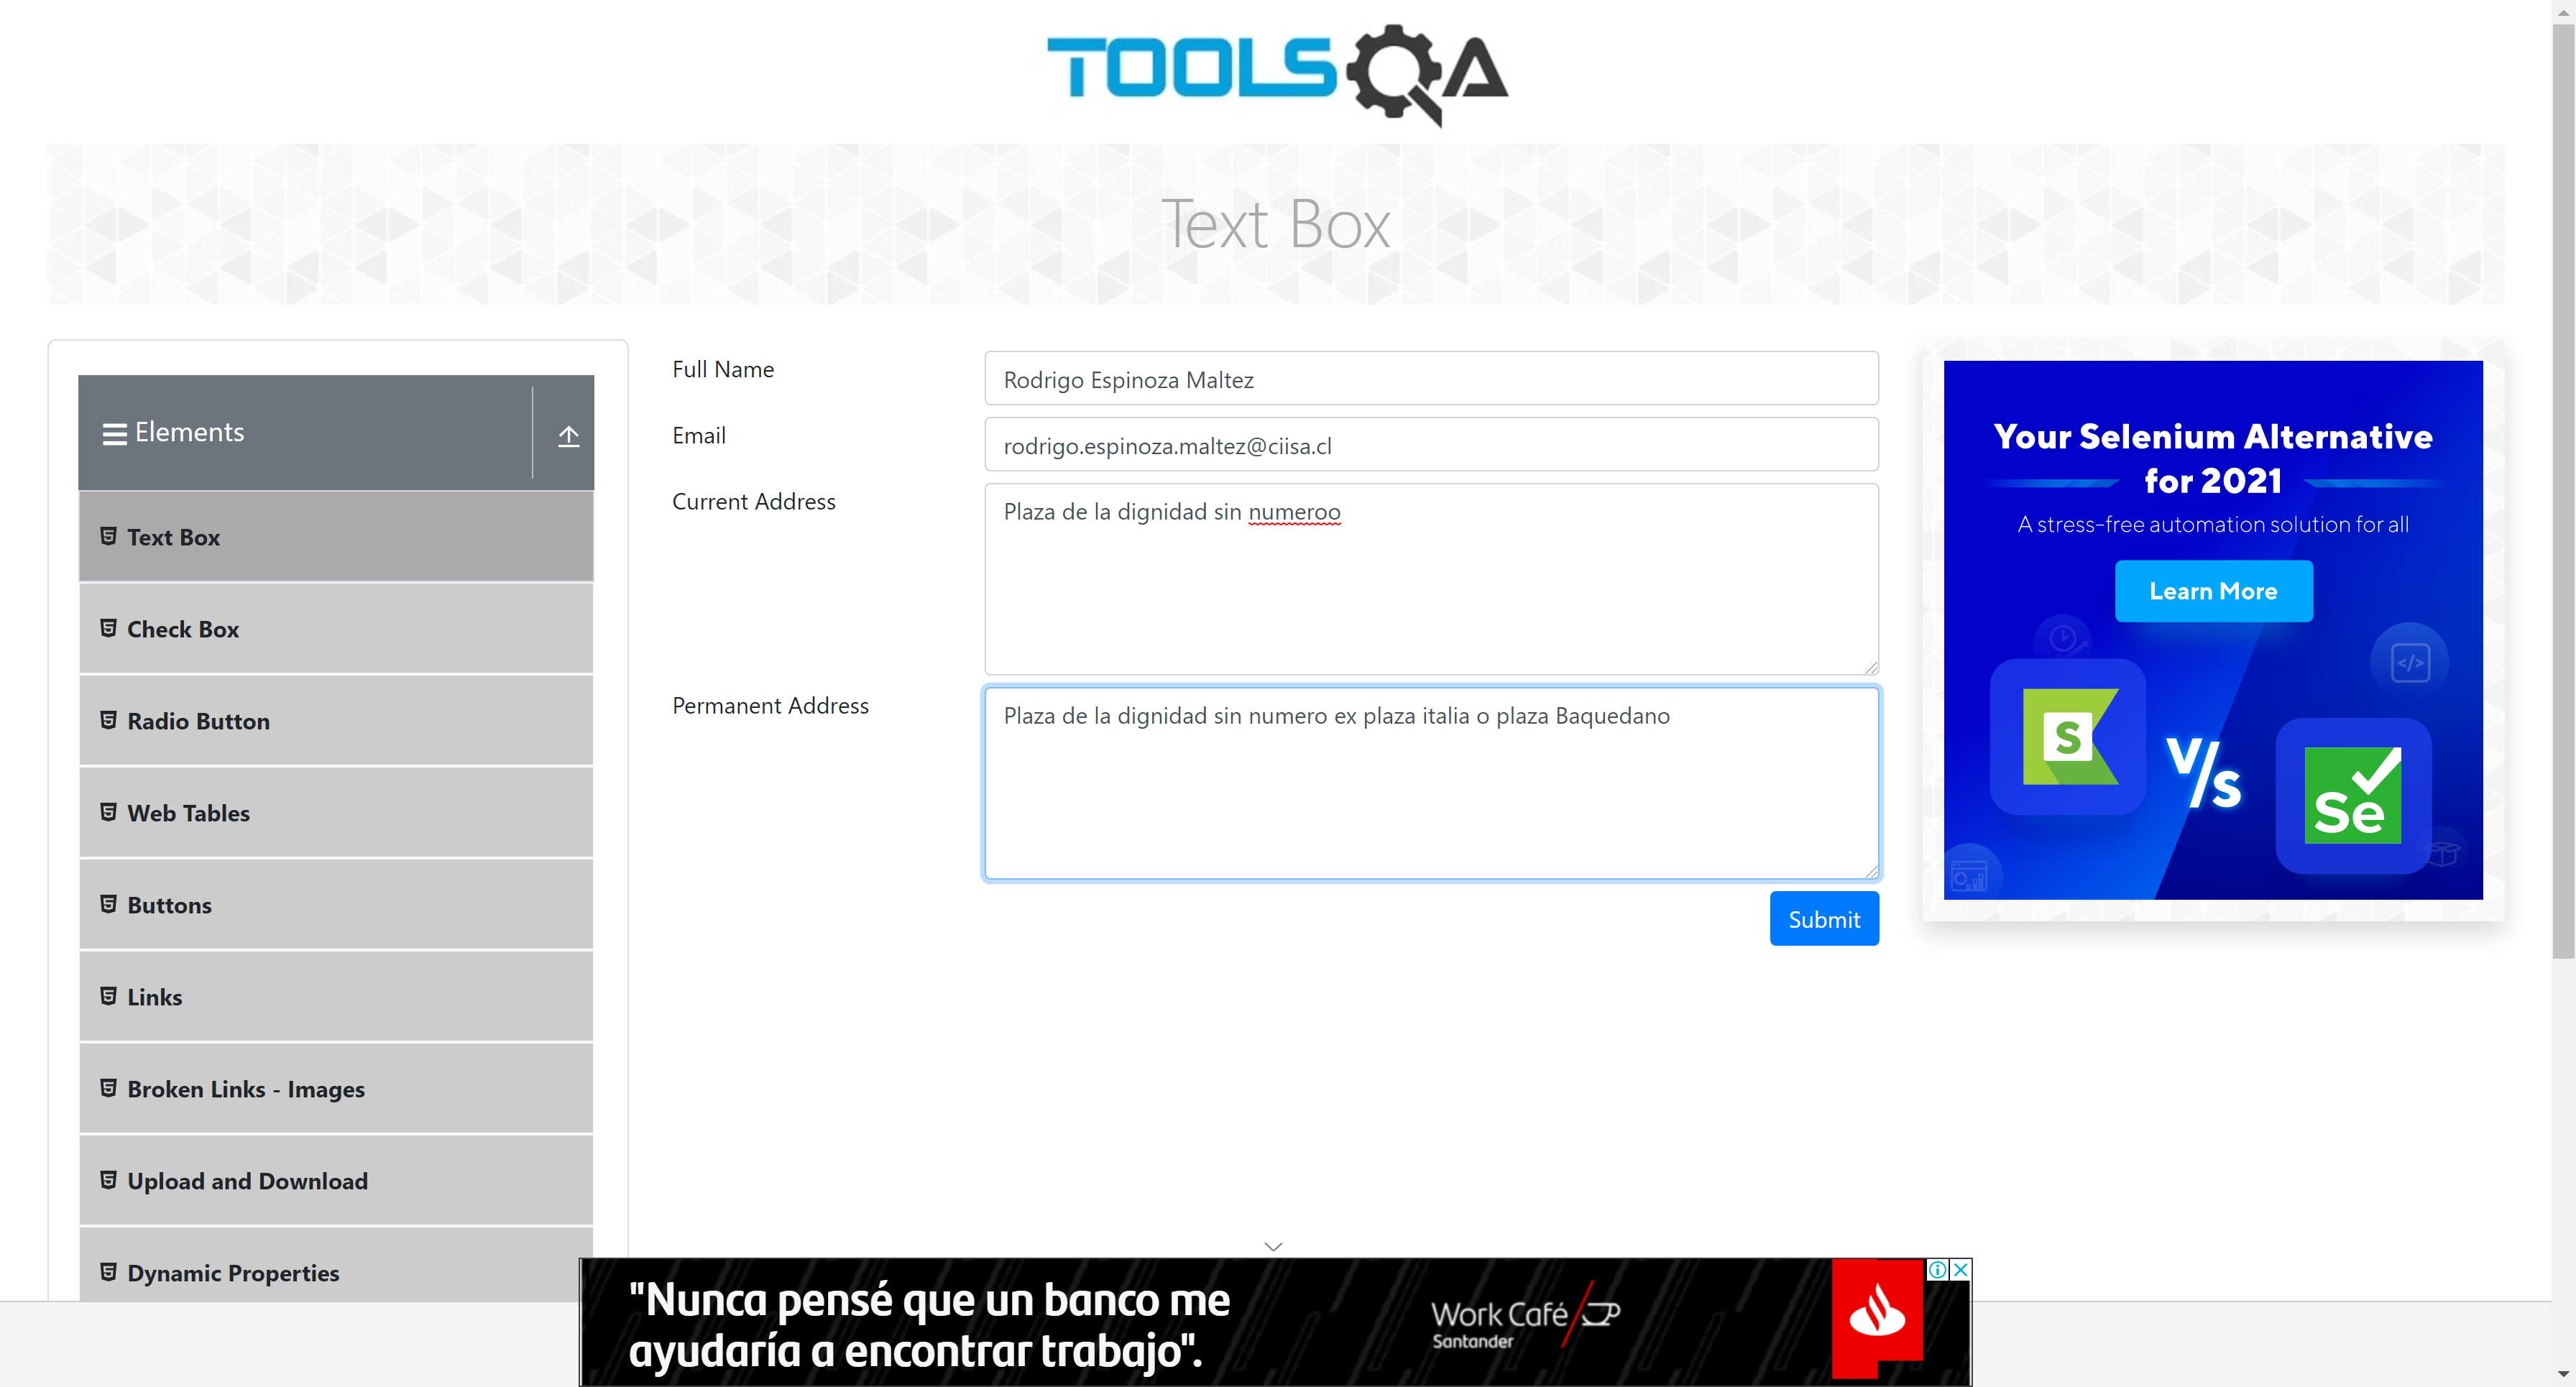 TOOLSQA
Text Box
Elements
Text Box
Check Box
Radio Button
Web Tables
Buttons
Links
Broken Links - Images
Upload and Download
Dynamic Properties
Full Name
Rodrigo Espinoza Maltez
Email
rodrigo.espinoza.maltez@ciisa.cl
Current Address
Plaza de la dignidad sin numeroo
Permanent Address
Plaza de la dignidad sin numero ex plaza italia o plaza Baquedano
Submit
Your Selenium Alternative
for 2021
A stress-free automation solution for all
Learn More
</>
S
V/s
Se
"Nunca pensé que un banco me
ayudaría a encontrar trabajo".
Work Café
Santander